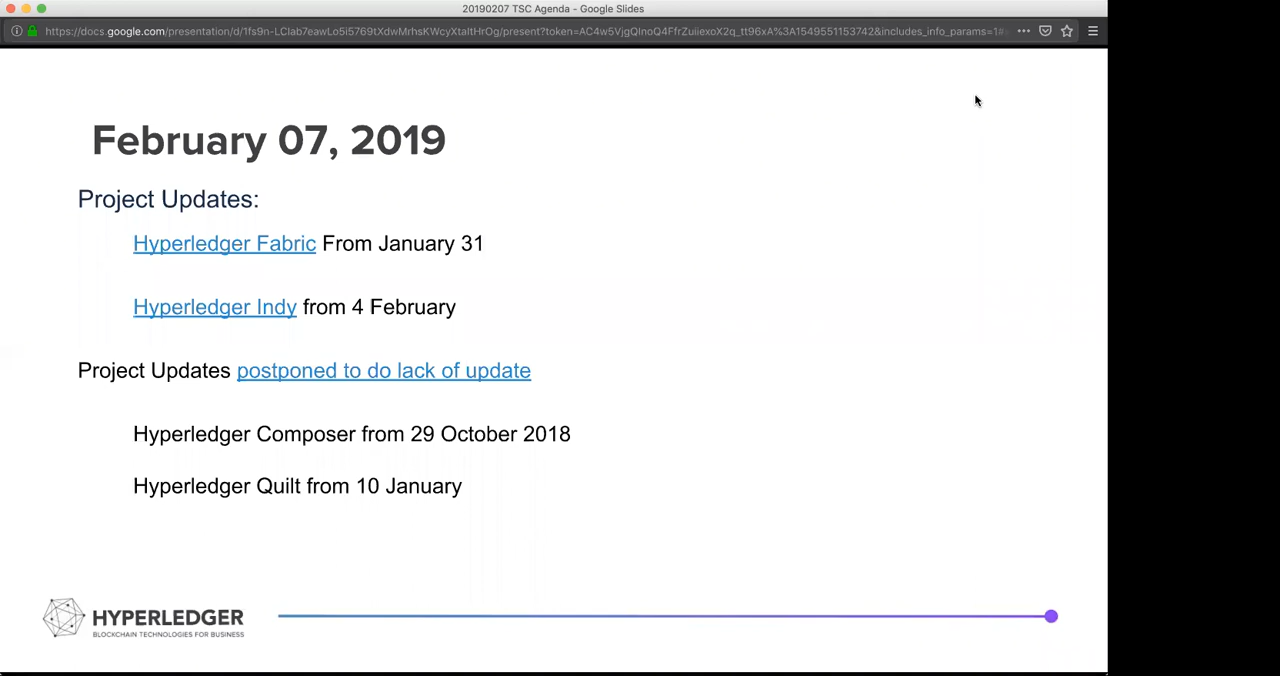 20190207 TSC Agenda - Google Slides
February 07, 2019
Project Updates:
Hyperledger Fabric From January 31
Hyperledger Indy from 4 February
Project Updates postponed to do lack of update
Hyperledger Composer from 29 October 2018
Hyperledger Quilt from 10 January
HYPERLEDGER
BLOCKCHAIN TECHNOLOGIES FOR BUSINESS